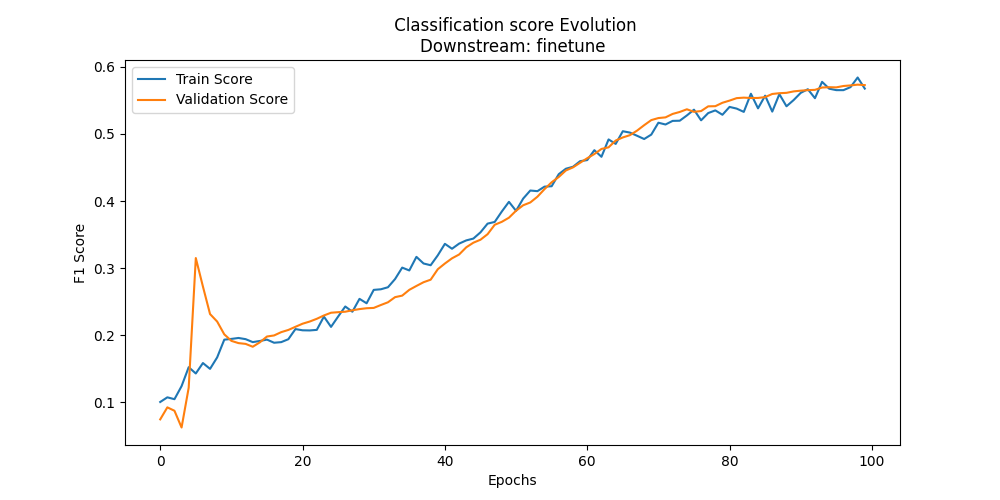 Classification score Evolution
Downstream: finetune
Train Score
Validation Score
F1 Score
0.6
0.5
0.4
0.3
0.2
0.1
0 20 40 60 80 100
Epochs